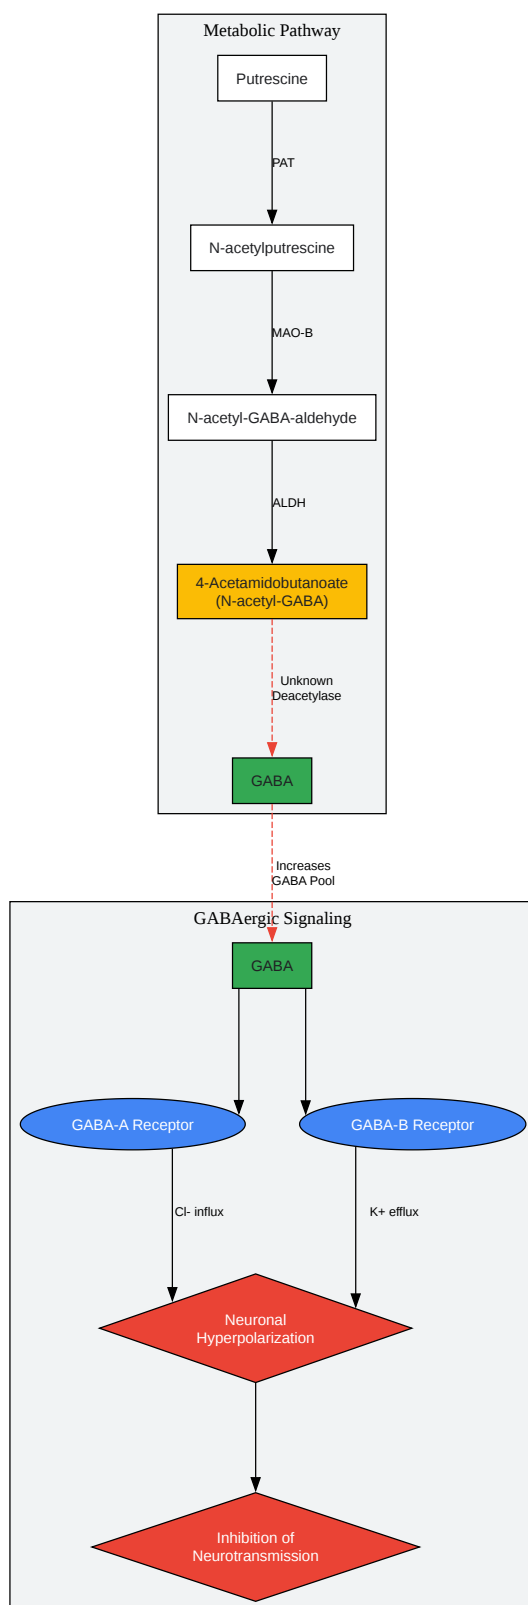 Metabolic Pathway
Putrescine
PAT
N-acetylputrescine
MAO-B
N-acetyl-GABA-aldehyde
ALDH
4-Acetamidobutanoate
(N-acetyl-GABA)
Unknown
Deacetylase
GABA
Increases
GABA Pool
GABAergic Signaling
GABA
GABA-A Receptor
GABA-B Receptor
Cl- influx
K+ efflux
Neuronal
Hyperpolarization
Inhibition of
Neurotransmission